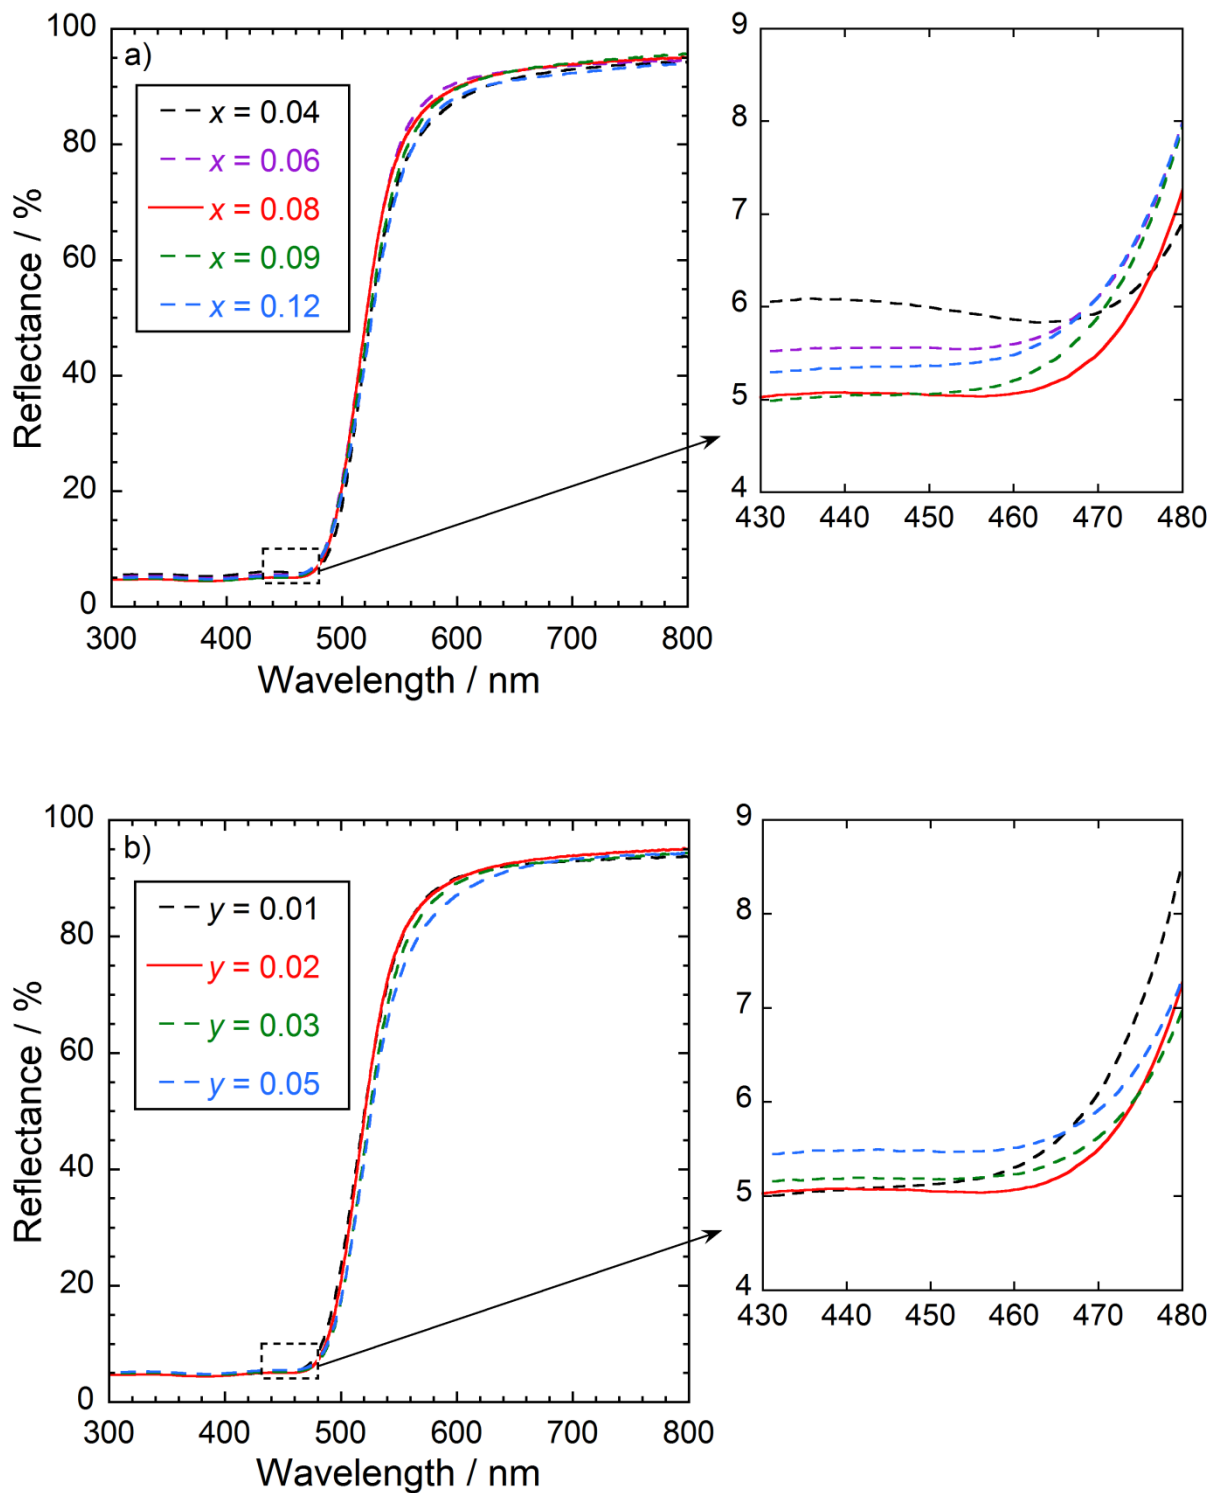 a)
x = 0.04
x = 0.06
x = 0.08
x = 0.09
x = 0.12
100
80
60
40
20
0
Reflectance / %
300 400 500 600 700 800
Wavelength / nm
9
8
7
6
5
4
430 440 450 460 470 480
b)
y = 0.01
y = 0.02
y = 0.03
y = 0.05
100
80
60
40
20
0
Reflectance / %
300 400 500 600 700 800
Wavelength / nm
9
8
7
6
5
4
430 440 450 460 470 480